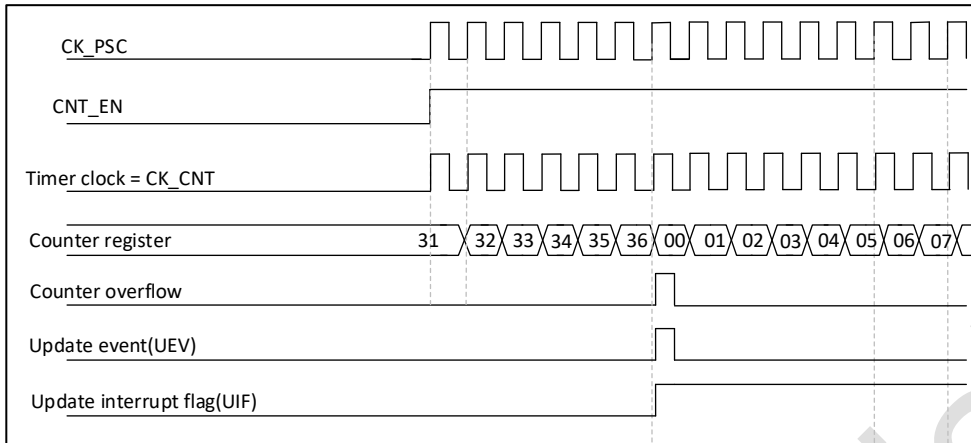 CK_PSC
CNT_EN
Timer clock = CK_CNT
Counter register 31 32 33 34 35 36 00 01 02 03 04 05 06 07
Counter overflow
Update event(UEV)
Update interrupt flag(UIF)